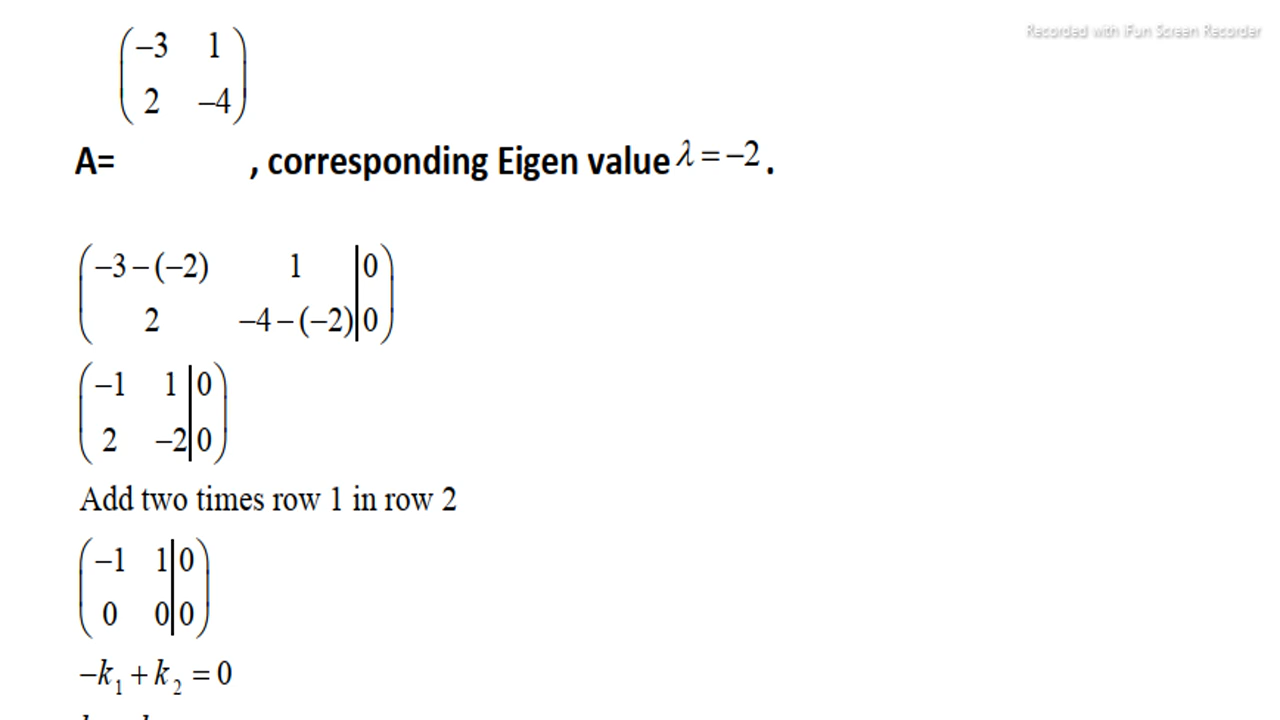 Recorded with iFun Screen Recorder
(−3 1
2 −4)
A= , corresponding Eigen value λ = −2 .
(−3−(−2) 1 | 0
2 −4−(−2) | 0)
(−1 1 | 0
2 −2 | 0)
Add two times row 1 in row 2
(−1 1 | 0
0 0 | 0)
−k₁ + k₂ = 0